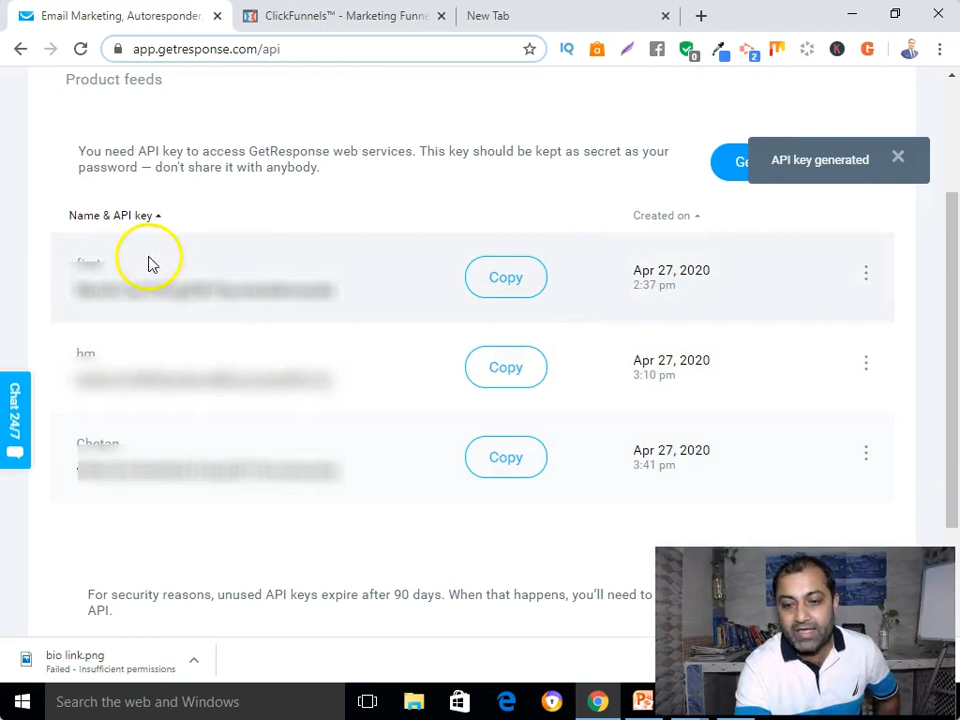 Email Marketing, Autoresponder,
ClickFunnels™ - Marketing Funne
New Tab
app.getresponse.com/api
IQ
0
2
K
G
Product feeds
You need API key to access GetResponse web services. This key should be kept as secret as your
password — don't share it with anybody.
Ge
API key generated
Name & API key
Created on
Copy
Apr 27, 2020
2:37 pm
hm
Copy
Apr 27, 2020
3:10 pm
Chetan
Copy
Apr 27, 2020
3:41 pm
Chat 24/7
For security reasons, unused API keys expire after 90 days. When that happens, you'll need to
API.
bio link.png
Failed - Insufficient permissions
Search the web and Windows